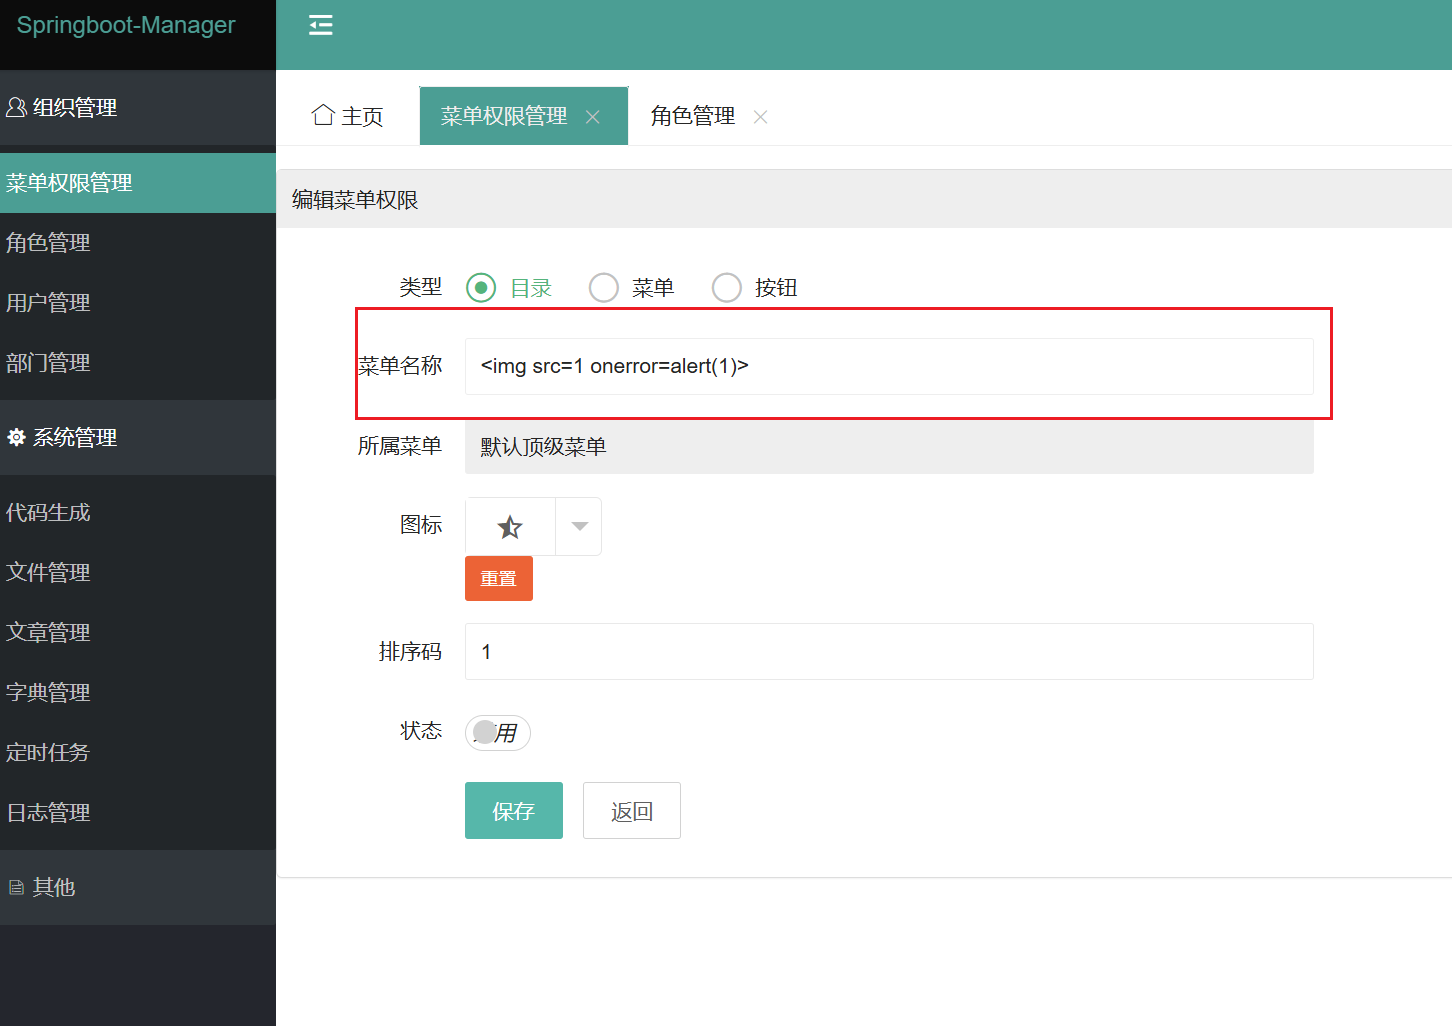 Springboot-Manager
组织管理
菜单权限管理
角色管理
用户管理
部门管理
系统管理
代码生成
文件管理
文章管理
字典管理
定时任务
日志管理
其他
主页 菜单权限管理 角色管理
编辑菜单权限
类型 目录 菜单 按钮
菜单名称 <img src=1 onerror=alert(1)>
所属菜单 默认顶级菜单
图标
重置
排序码 1
状态 用
保存 返回